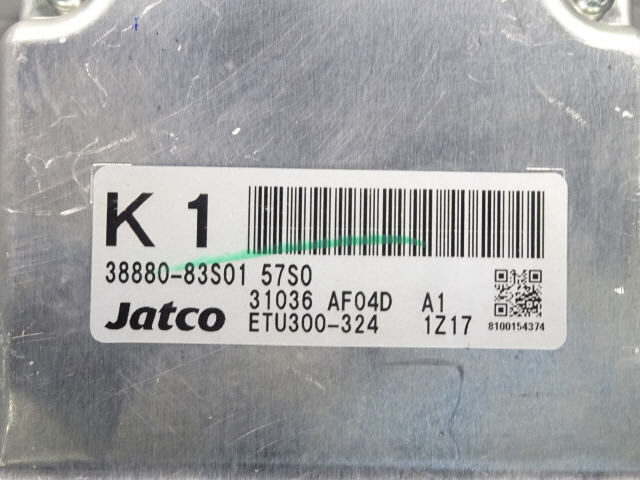 K 1
38880-83S01 57S0
31036 AF04D A1
Jatco ETU300-324 1Z17
8100154374